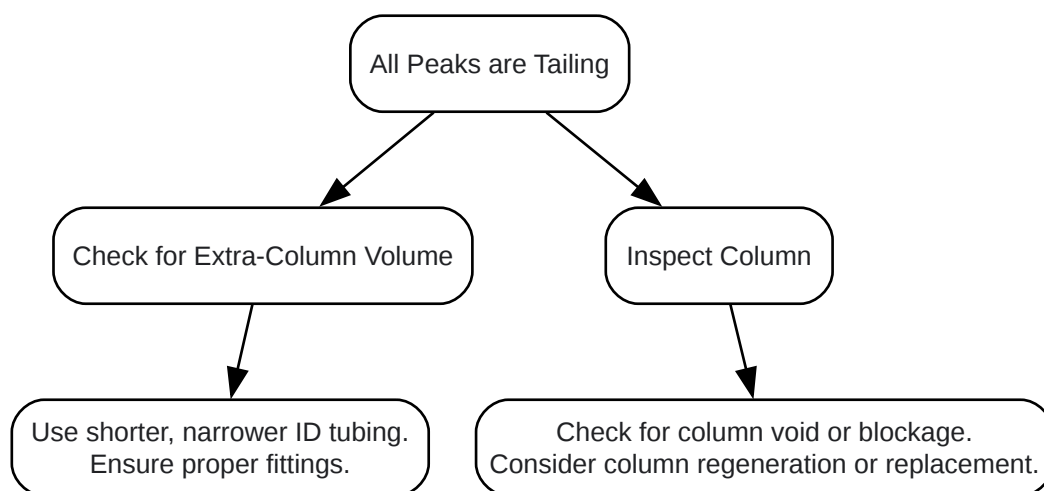 All Peaks are Tailing
Check for Extra-Column Volume
Inspect Column
Use shorter, narrower ID tubing.
Ensure proper fittings.
Check for column void or blockage.
Consider column regeneration or replacement.